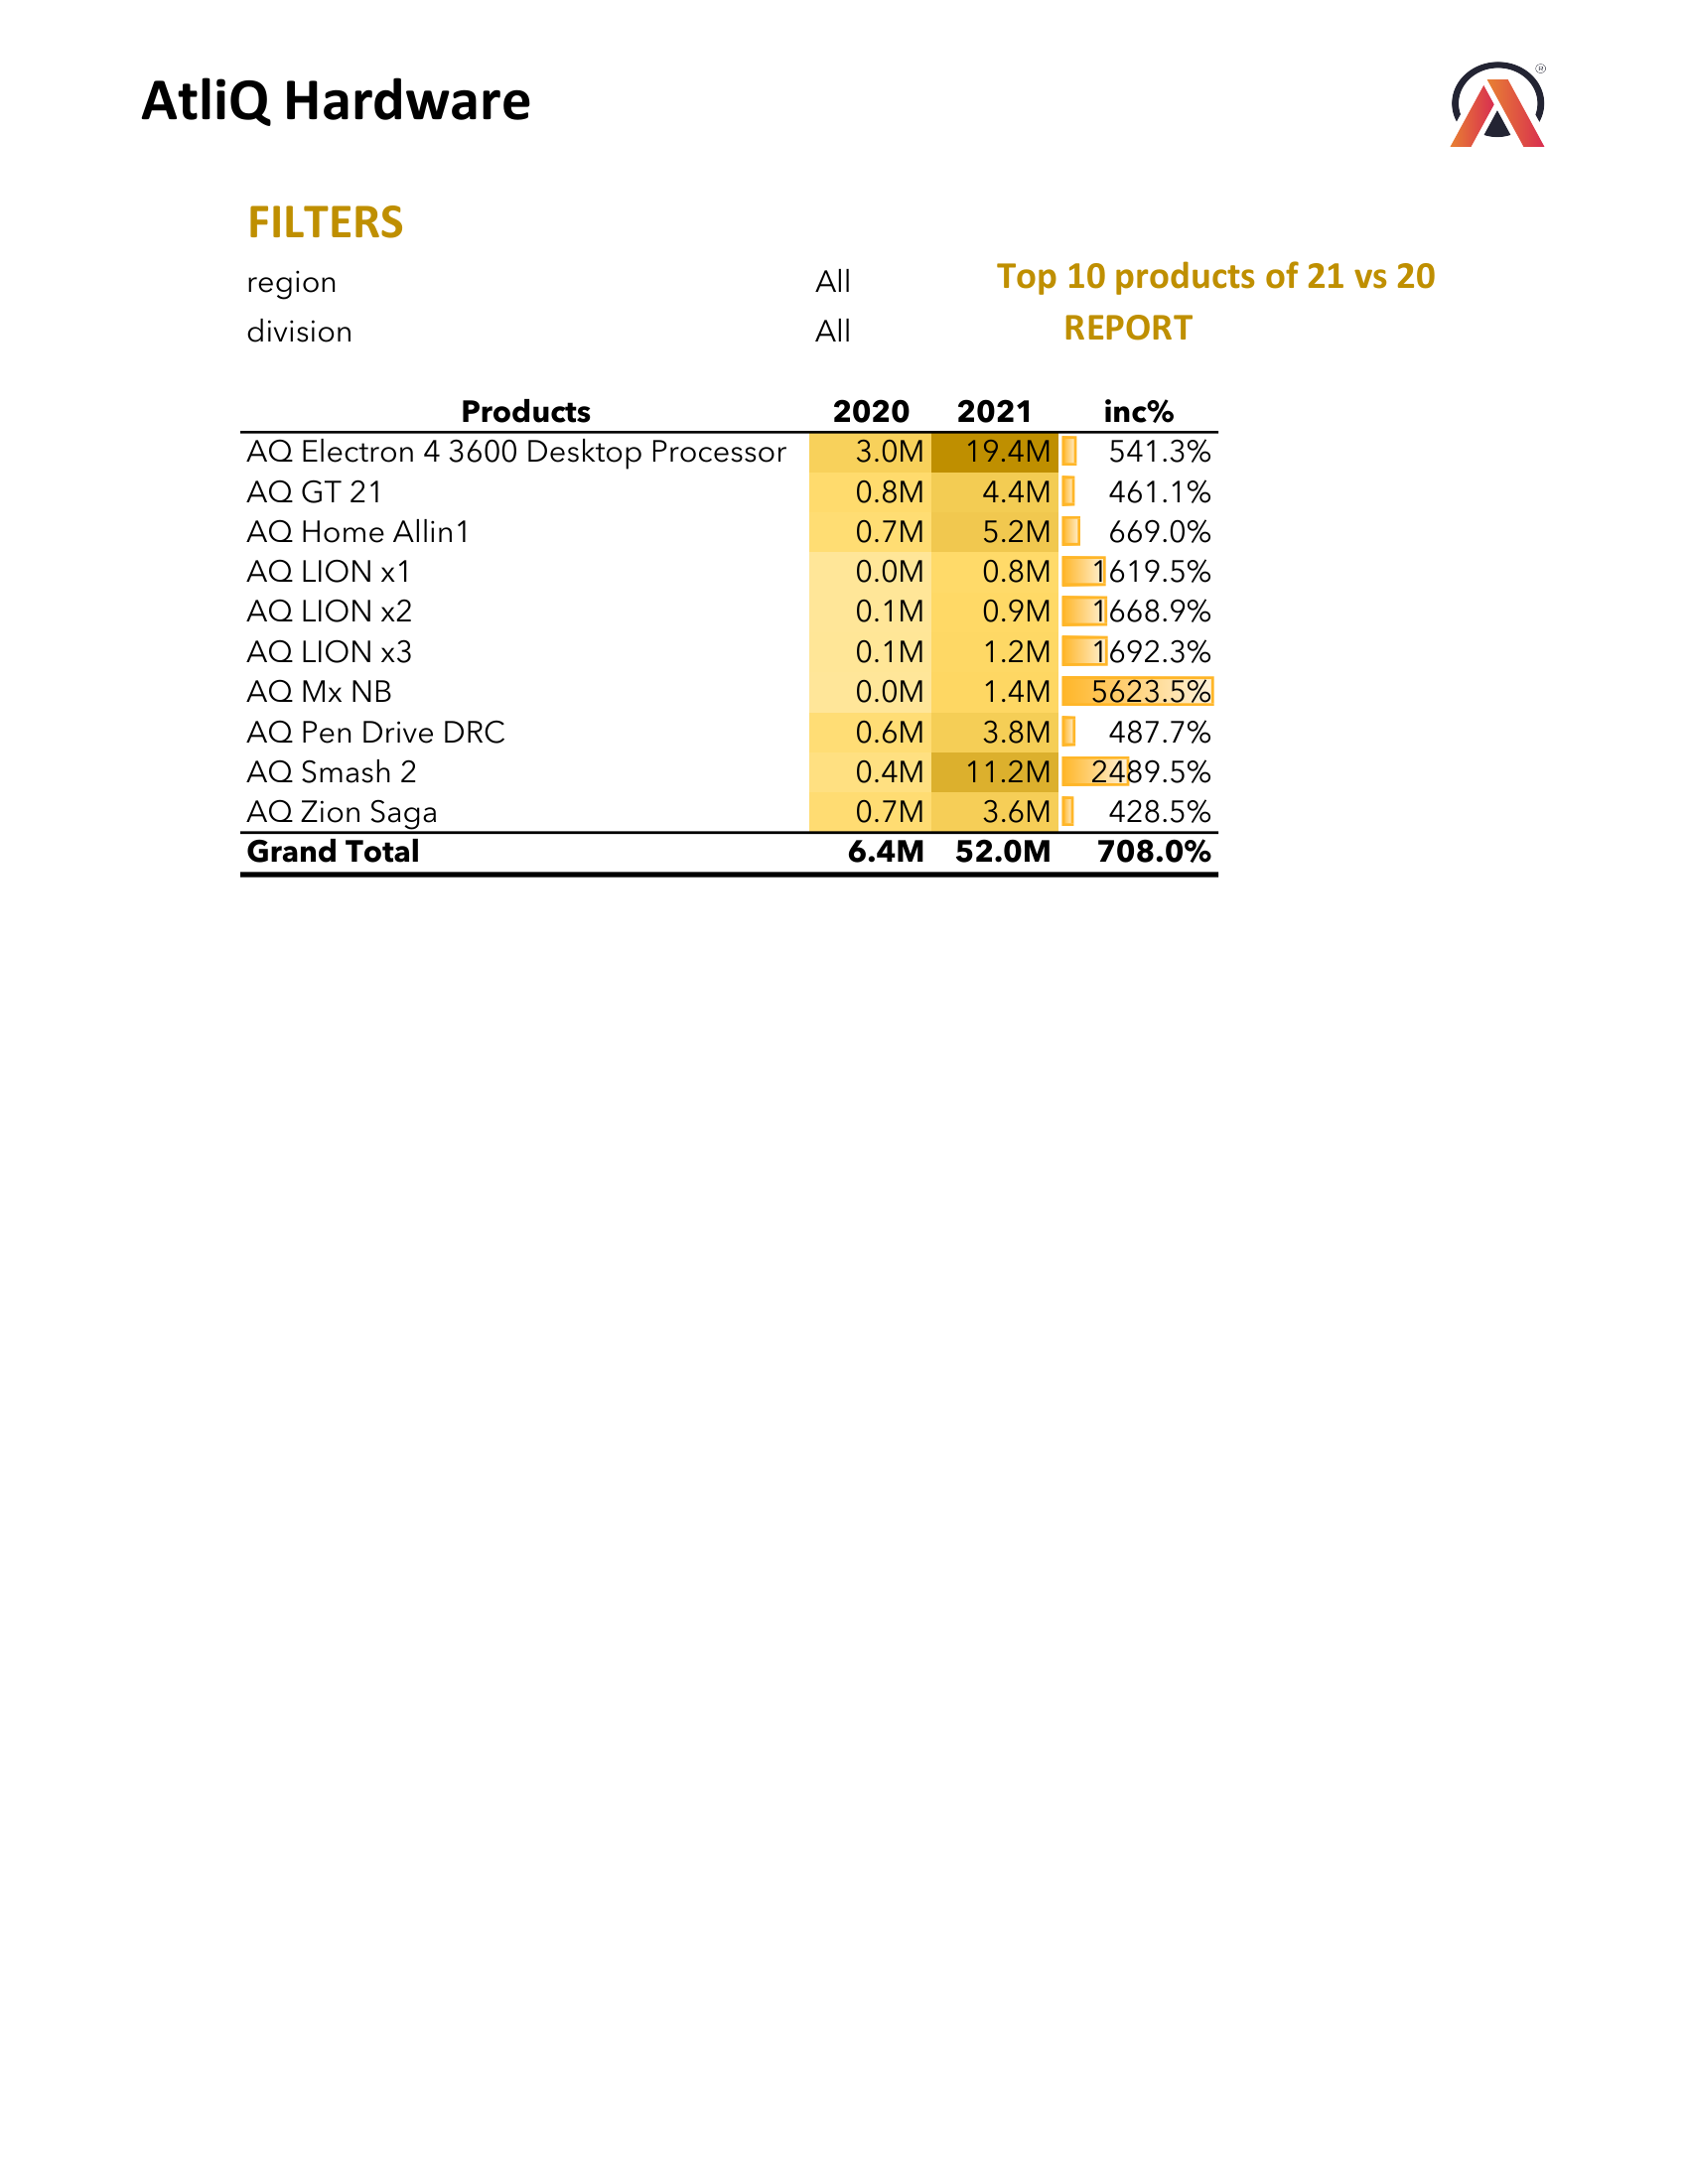 AtliQ Hardware
®
FILTERS
region All Top 10 products of 21 vs 20
division All REPORT
Products 2020 2021 inc%
AQ Electron 4 3600 Desktop Processor 3.0M 19.4M 541.3%
AQ GT 21 0.8M 4.4M 461.1%
AQ Home Allin1 0.7M 5.2M 669.0%
AQ LION x1 0.0M 0.8M 1619.5%
AQ LION x2 0.1M 0.9M 1668.9%
AQ LION x3 0.1M 1.2M 1692.3%
AQ Mx NB 0.0M 1.4M 5623.5%
AQ Pen Drive DRC 0.6M 3.8M 487.7%
AQ Smash 2 0.4M 11.2M 2489.5%
AQ Zion Saga 0.7M 3.6M 428.5%
Grand Total 6.4M 52.0M 708.0%